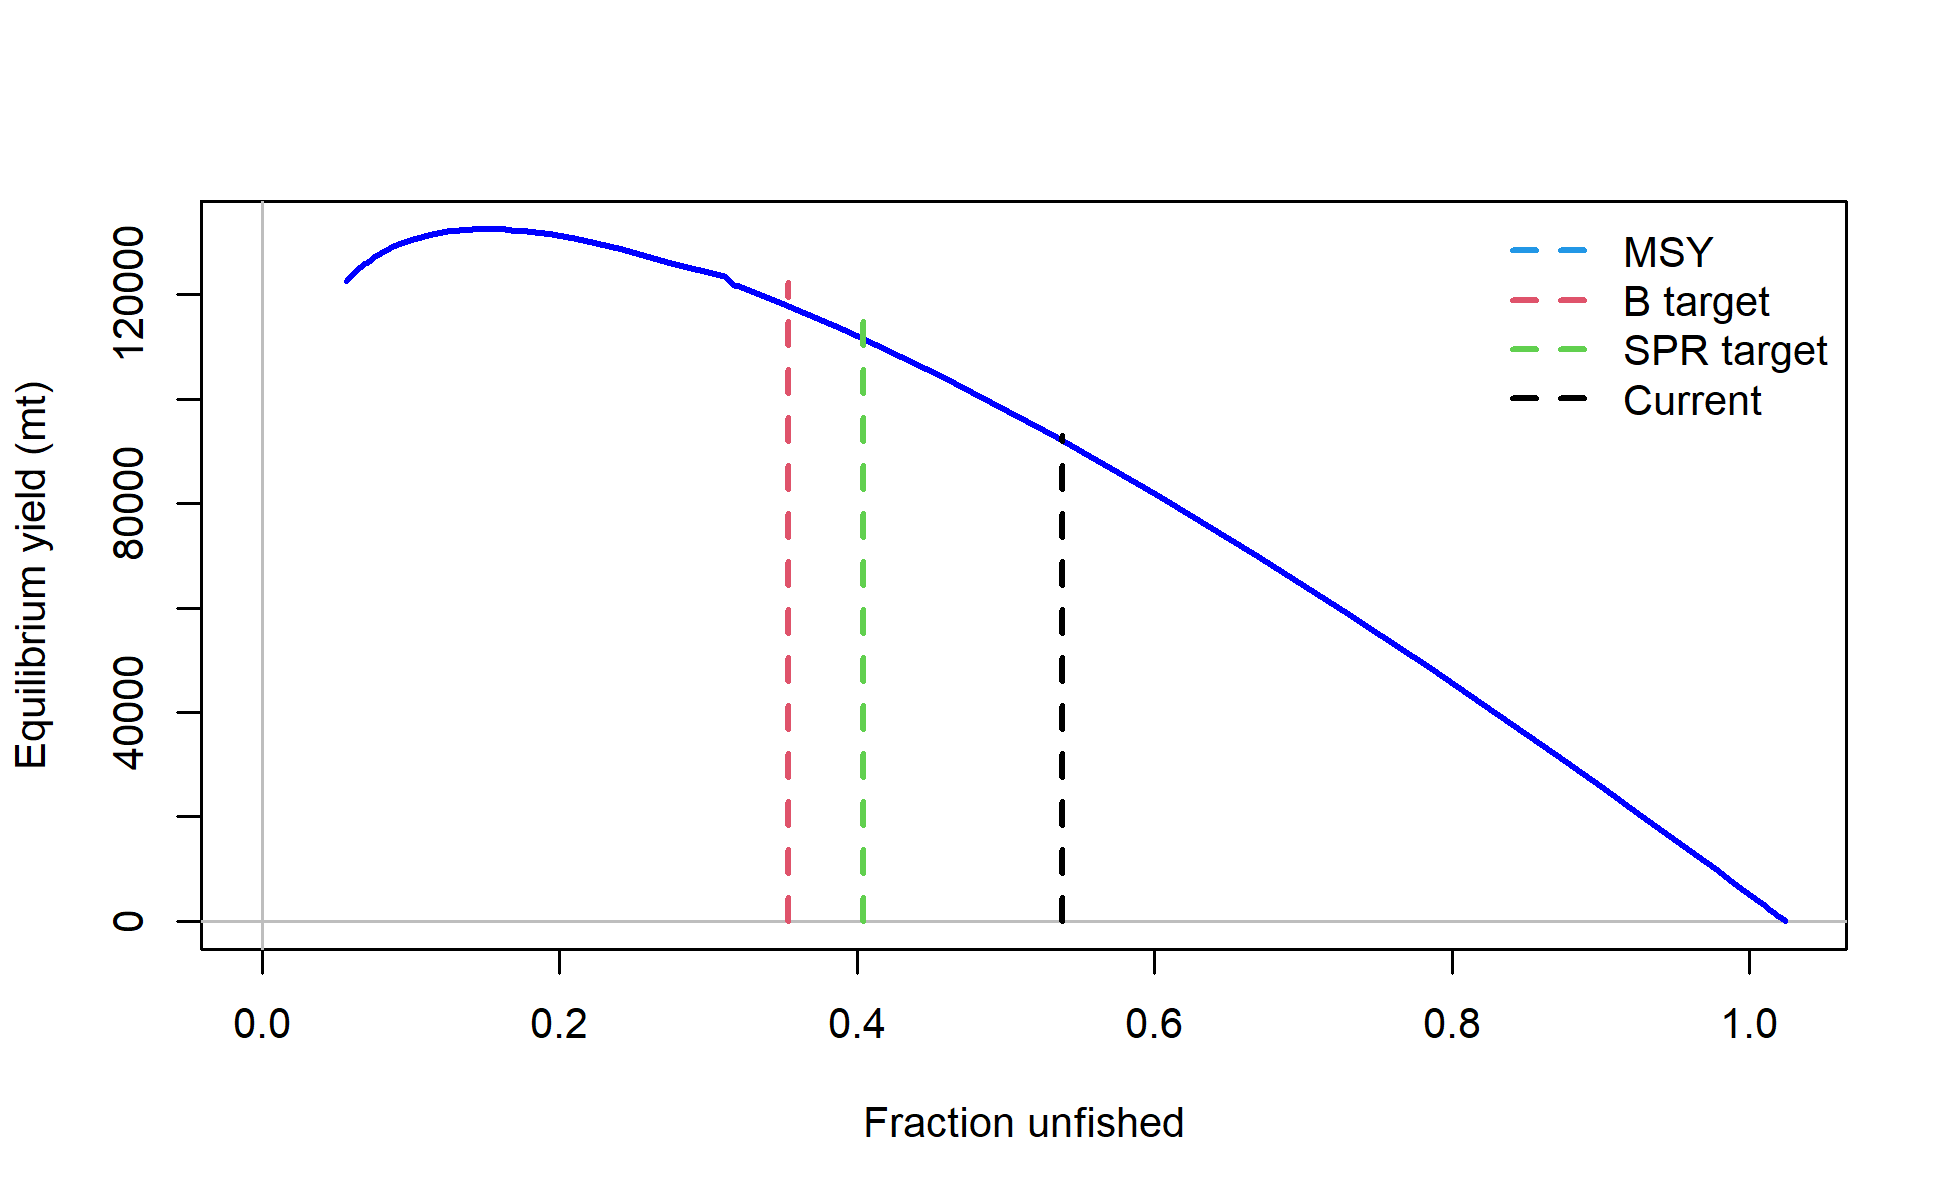 MSY
B target
SPR target
Current
Equilibrium yield (mt)
120000
80000
40000
0
0.0 0.2 0.4 0.6 0.8 1.0
Fraction unfished